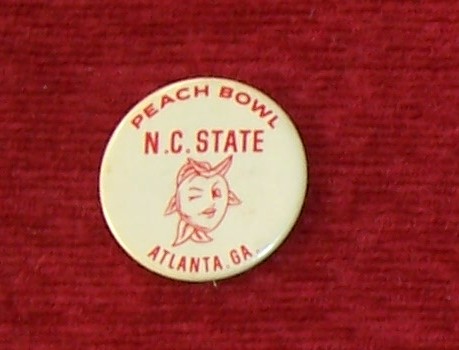 PEACH BOWL
N.C. STATE
ATLANTA. GA.